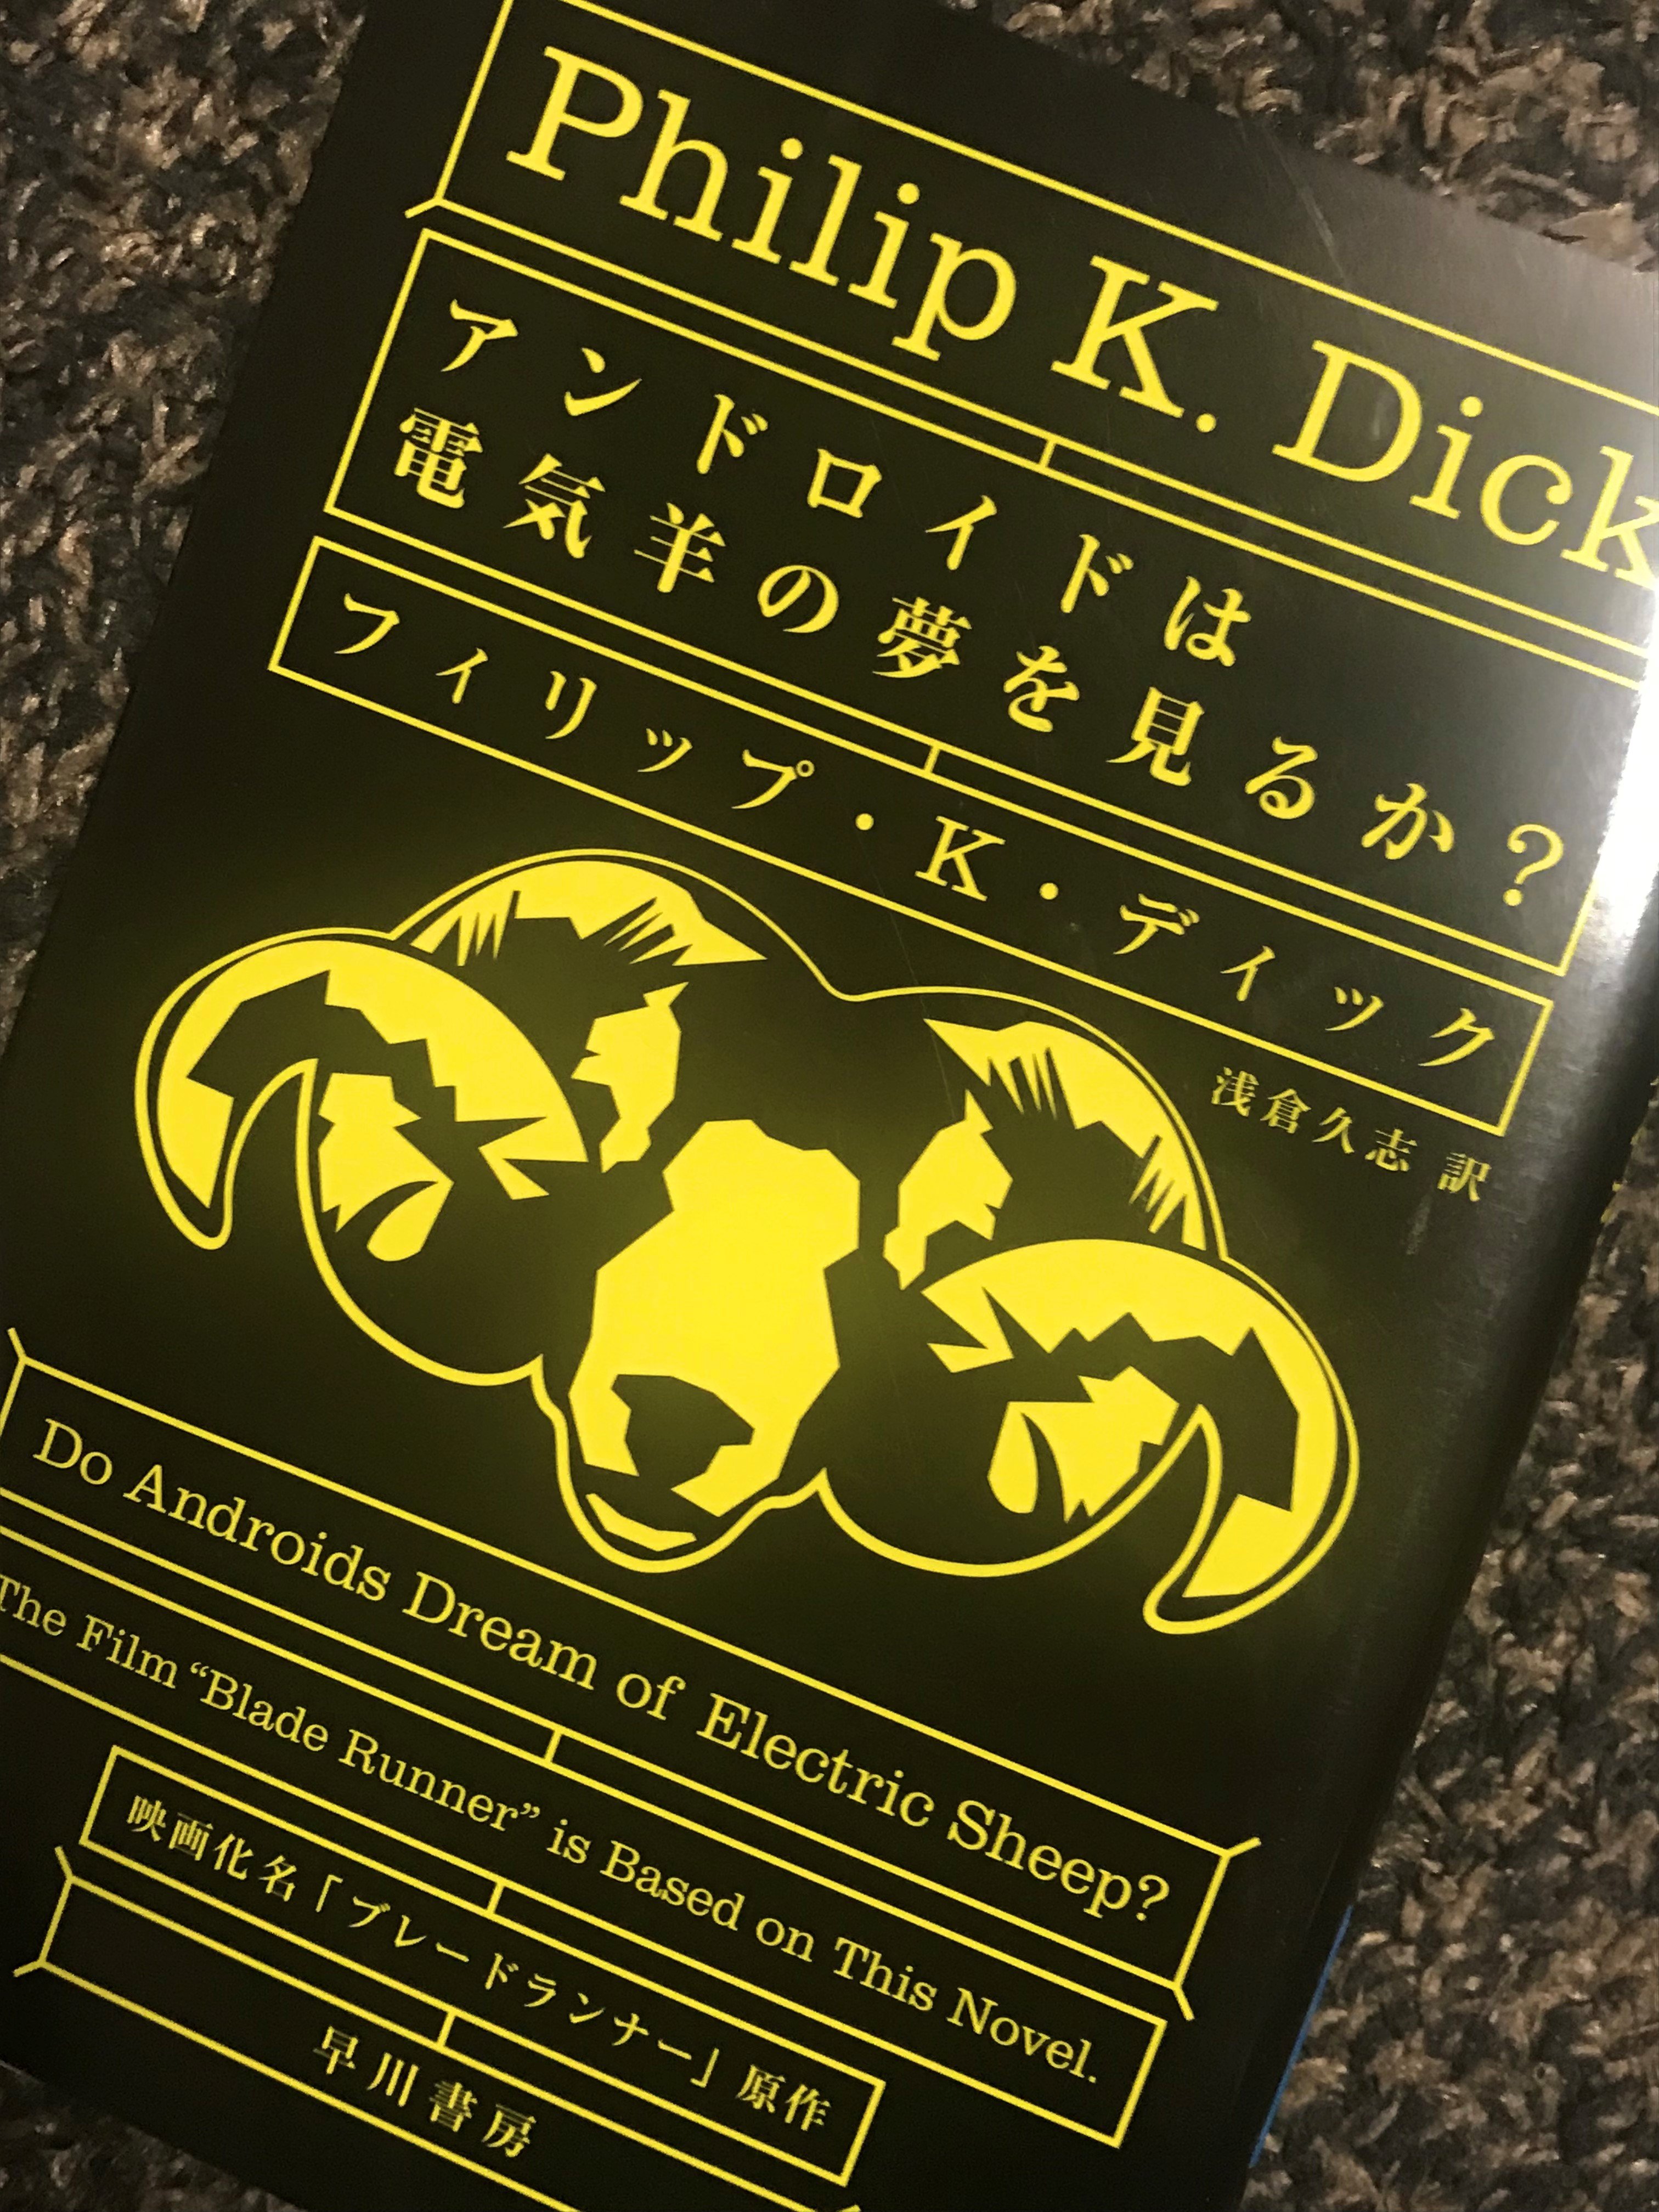 Philip K. Dick
アンドロイドは
電気羊の夢を見るか?
フィリップ・K・ディック
浅倉久志 訳
Do Androids Dream of Electric Sheep?
The Film “Blade Runner” is Based on This Novel.
映画化名「ブレードランナー」原作
早川書房